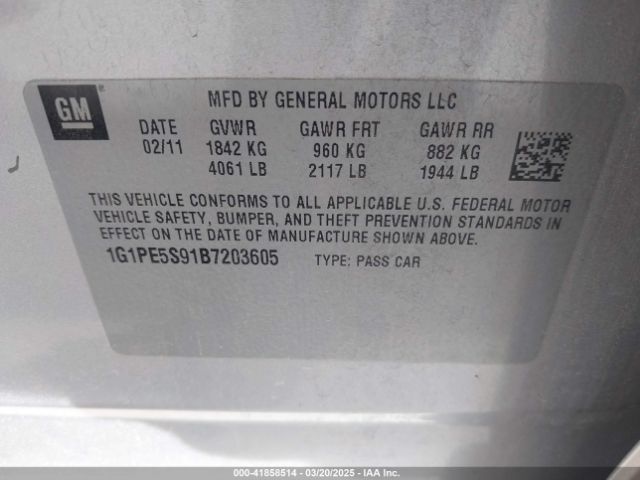 GM
MFD BY GENERAL MOTORS LLC
DATE GVWR GAWR FRT GAWR RR
02/11 1842 KG 960 KG 882 KG
4061 LB 2117 LB 1944 LB
THIS VEHICLE CONFORMS TO ALL APPLICABLE U.S. FEDERAL MOTOR
VEHICLE SAFETY, BUMPER, AND THEFT PREVENTION STANDARDS IN
EFFECT ON THE DATE OF MANUFACTURE SHOWN ABOVE.
1G1PE5S91B7203605 TYPE: PASS CAR
000-41858514 | 03/20/2025 | IAA Inc.